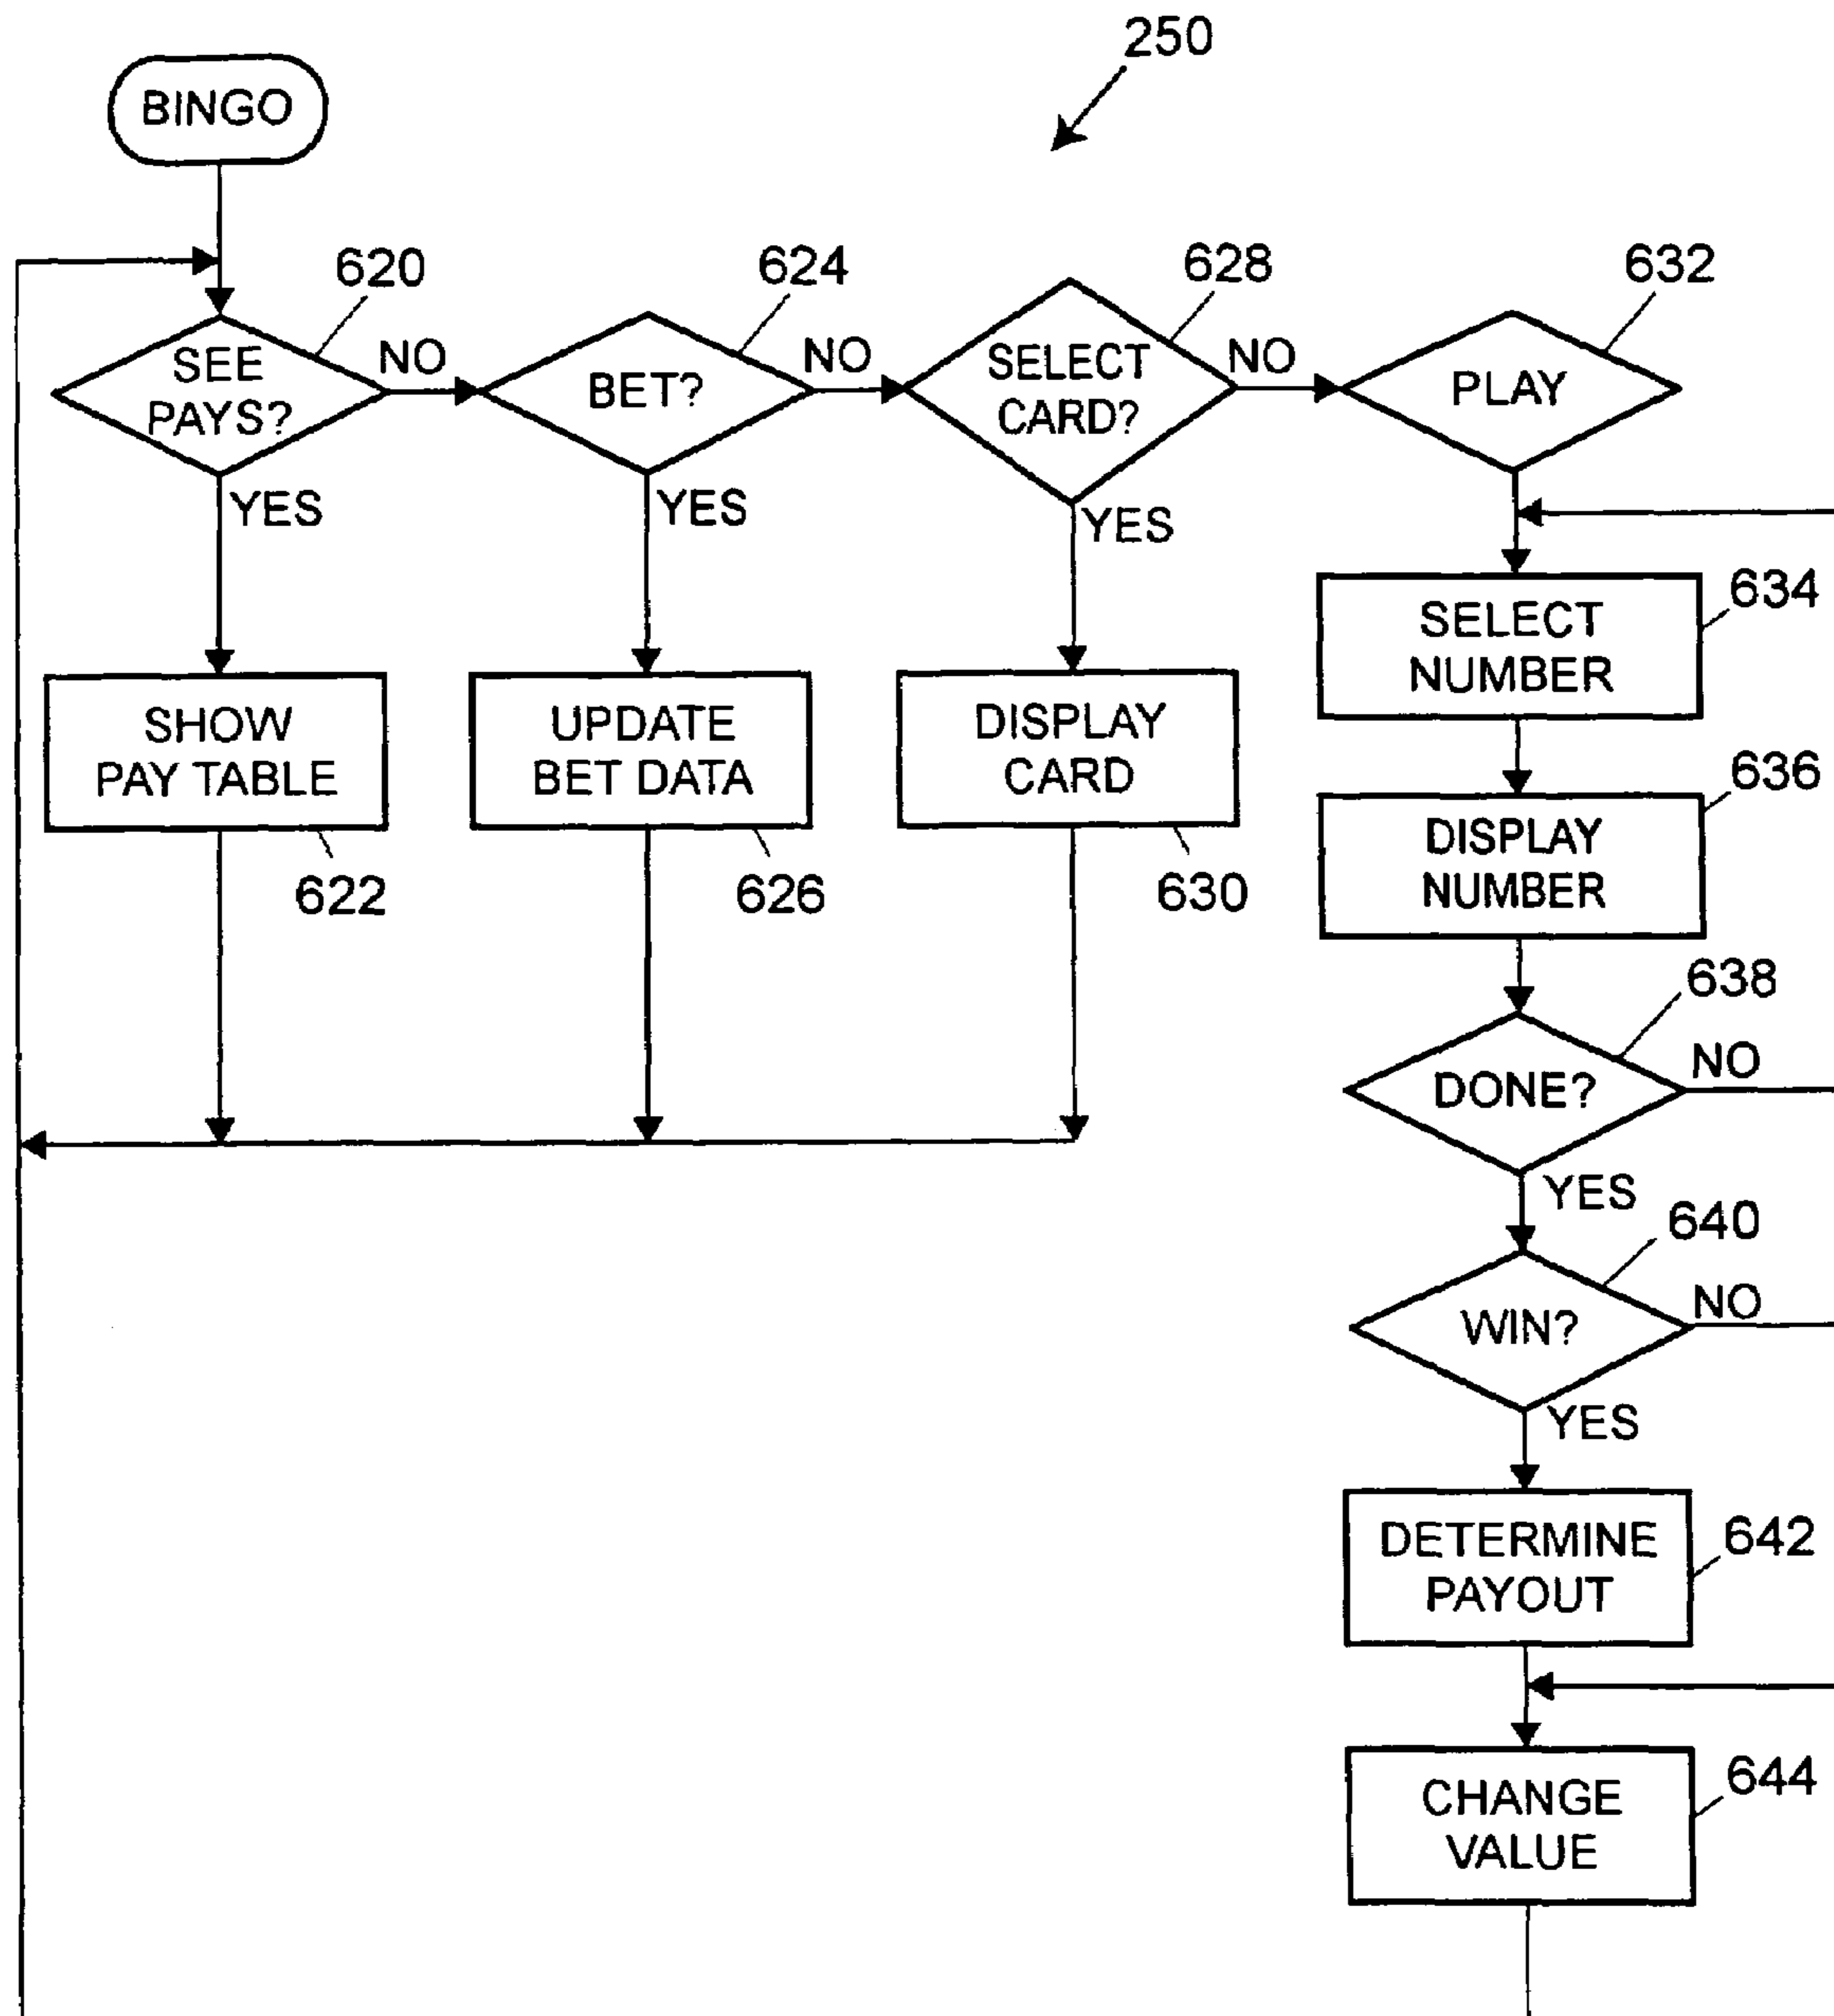 250
BINGO
620
624
628
632
SEE
PAYS?
NO
BET?
NO
SELECT
CARD?
NO
PLAY
YES
YES
YES
SELECT
NUMBER
634
SHOW
PAY TABLE
622
UPDATE
BET DATA
626
DISPLAY
CARD
630
DISPLAY
NUMBER
636
638
DONE?
NO
YES
640
WIN?
NO
YES
DETERMINE
PAYOUT
642
CHANGE
VALUE
644